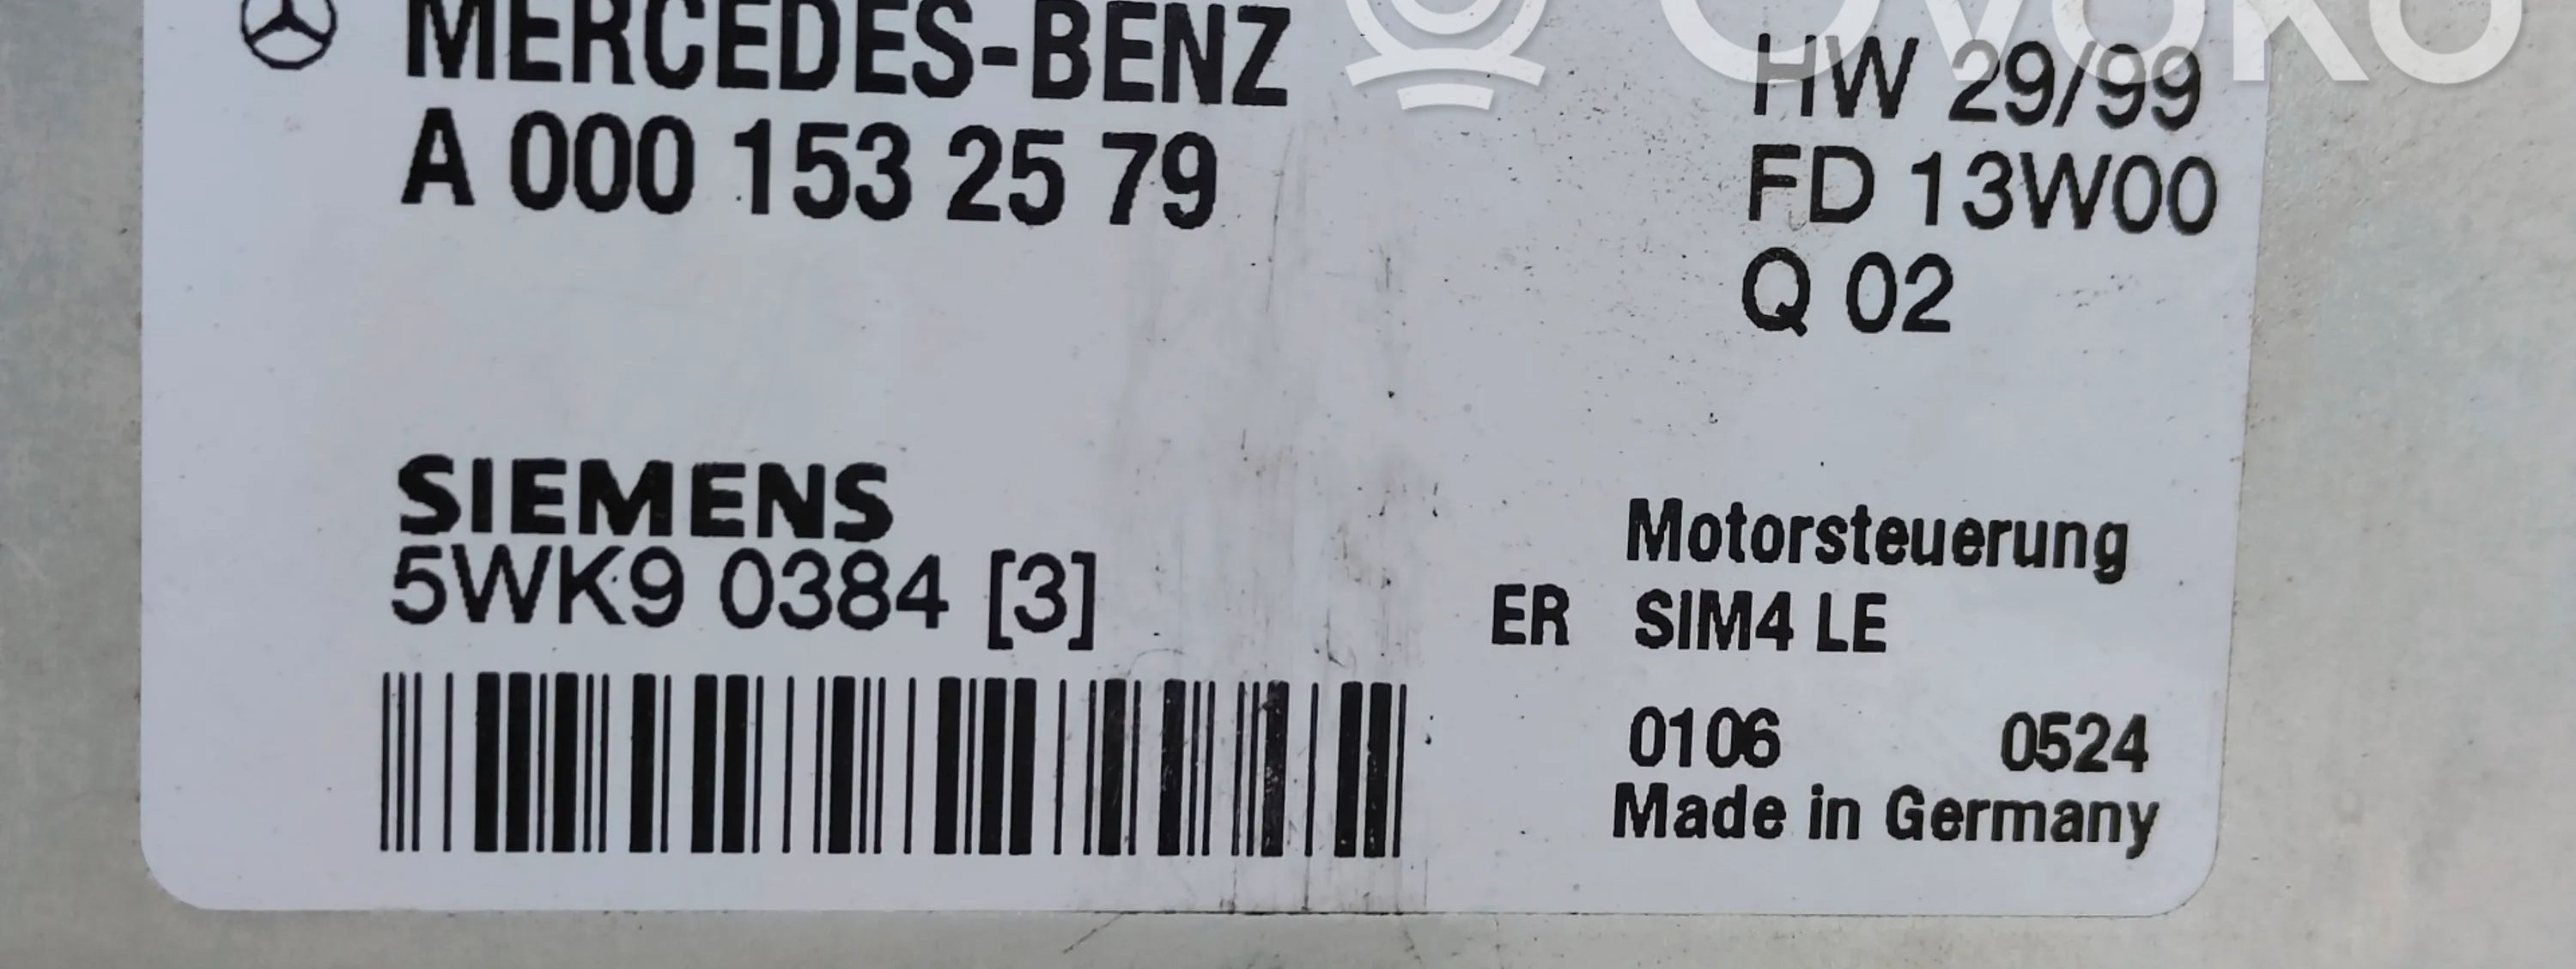 OVOKO
MERCEDES-BENZ
A 000 153 25 79
HW 29/99
FD 13W00
Q 02
SIEMENS
5WK9 0384 [3]
Motorsteuerung
ER SIM4 LE
0106 0524
Made in Germany